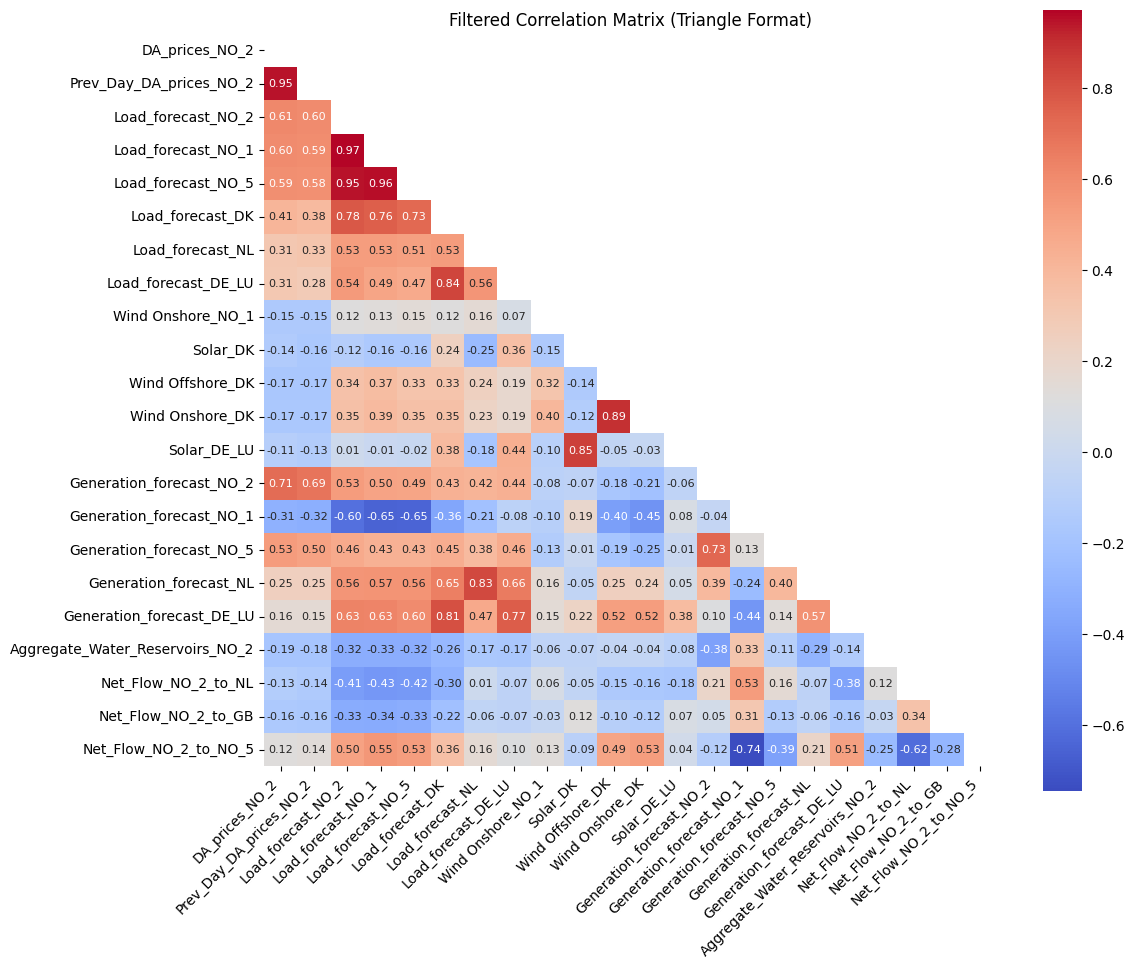 Filtered Correlation Matrix (Triangle Format)
DA_prices_NO_2
Prev_Day_DA_prices_NO_2 0.95
Load_forecast_NO_2 0.61 0.60
Load_forecast_NO_1 0.60 0.59 0.97
Load_forecast_NO_5 0.59 0.58 0.95 0.96
Load_forecast_DK 0.41 0.38 0.78 0.76 0.73
Load_forecast_NL 0.31 0.33 0.53 0.53 0.51 0.53
Load_forecast_DE_LU 0.31 0.28 0.54 0.49 0.47 0.84 0.56
Wind Onshore_NO_1 -0.15 -0.15 0.12 0.13 0.15 0.12 0.16 0.07
Solar_DK -0.14 -0.16 -0.12 -0.16 -0.16 0.24 -0.25 0.36 -0.15
Wind Offshore_DK -0.17 -0.17 0.34 0.37 0.33 0.33 0.24 0.19 0.32 -0.14
Wind Onshore_DK -0.17 -0.17 0.35 0.39 0.35 0.35 0.23 0.19 0.40 -0.12 0.89
Solar_DE_LU -0.11 -0.13 0.01 -0.01 -0.02 0.38 -0.18 0.44 -0.10 0.85 -0.05 -0.03
Generation_forecast_NO_2 0.71 0.69 0.53 0.50 0.49 0.43 0.42 0.44 -0.08 -0.07 -0.18 -0.21 -0.06
Generation_forecast_NO_1 -0.31 -0.32 -0.60 -0.65 -0.65 -0.36 -0.21 -0.08 -0.10 0.19 -0.40 -0.45 0.08 -0.04
Generation_forecast_NO_5 0.53 0.50 0.46 0.43 0.43 0.45 0.38 0.46 -0.13 -0.01 -0.19 -0.25 -0.01 0.73 0.13
Generation_forecast_NL 0.25 0.25 0.56 0.57 0.56 0.65 0.83 0.66 0.16 -0.05 0.25 0.24 0.05 0.39 -0.24 0.40
Generation_forecast_DE_LU 0.16 0.15 0.63 0.63 0.60 0.81 0.47 0.77 0.15 0.22 0.52 0.52 0.38 0.10 -0.44 0.14 0.57
Aggregate_Water_Reservoirs_NO_2 -0.19 -0.18 -0.32 -0.33 -0.32 -0.26 -0.17 -0.17 -0.06 -0.07 -0.04 -0.04 -0.08 -0.38 0.33 -0.11 -0.29 -0.14
Net_Flow_NO_2_to_NL -0.13 -0.14 -0.41 -0.43 -0.42 -0.30 0.01 -0.07 0.06 -0.05 -0.15 -0.16 -0.18 0.21 0.53 0.16 -0.07 -0.38 0.12
Net_Flow_NO_2_to_GB -0.16 -0.16 -0.33 -0.34 -0.33 -0.22 -0.06 -0.07 -0.03 0.12 -0.10 -0.12 0.07 0.05 0.31 -0.13 -0.06 -0.16 -0.03 0.34
Net_Flow_NO_2_to_NO_5 0.12 0.14 0.50 0.55 0.53 0.36 0.16 0.10 0.13 -0.09 0.49 0.53 0.04 -0.12 -0.74 -0.39 0.21 0.51 -0.25 -0.62 -0.28
DA_prices_NO_2
Prev_Day_DA_prices_NO_2
Load_forecast_NO_2
Load_forecast_NO_1
Load_forecast_NO_5
Load_forecast_DK
Load_forecast_NL
Load_forecast_DE_LU
Wind Onshore_NO_1
Solar_DK
Wind Offshore_DK
Wind Onshore_DK
Solar_DE_LU
Generation_forecast_NO_2
Generation_forecast_NO_1
Generation_forecast_NO_5
Generation_forecast_NL
Generation_forecast_DE_LU
Aggregate_Water_Reservoirs_NO_2
Net_Flow_NO_2_to_NL
Net_Flow_NO_2_to_GB
Net_Flow_NO_2_to_NO_5
0.8
0.6
0.4
0.2
0.0
−0.2
−0.4
−0.6